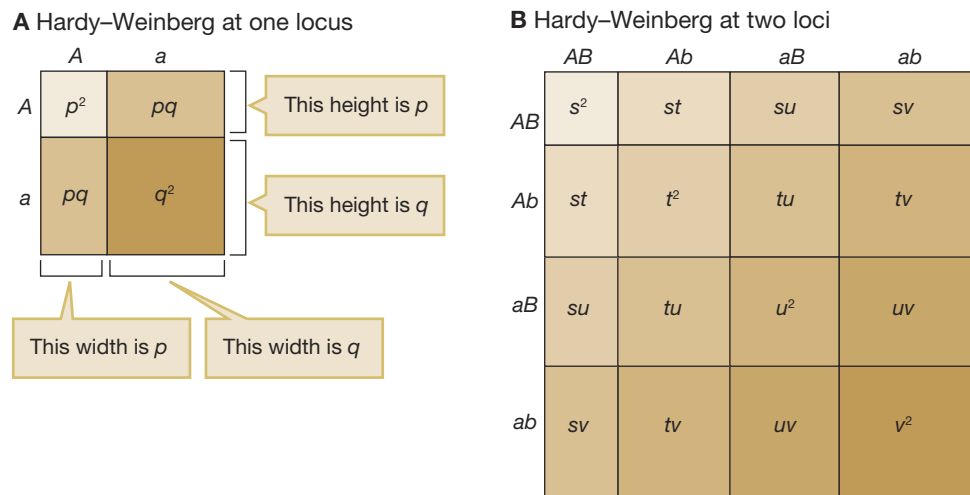 A Hardy–Weinberg at one locus
A a
A p² pq
This height is p
a pq q²
This height is q
This width is p
This width is q
B Hardy–Weinberg at two loci
AB Ab aB ab
AB s² st su sv
Ab st t² tu tv
aB su tu u² uv
ab sv tv uv v²